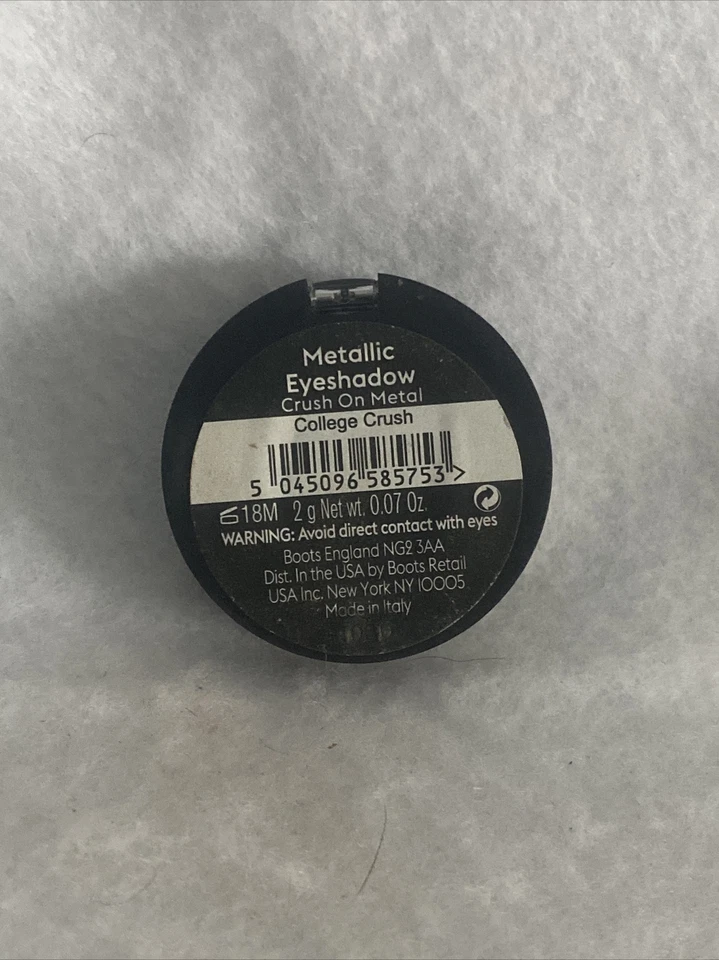 Metallic
Eyeshadow
Crush On Metal
College Crush
5 045096 585753 >
18M 2 g Net wt. 0.07 Oz.
WARNING: Avoid direct contact with eyes
Boots England NG2 3AA
Dist. In the USA by Boots Retail
USA Inc. New York NY 10005
Made in Italy